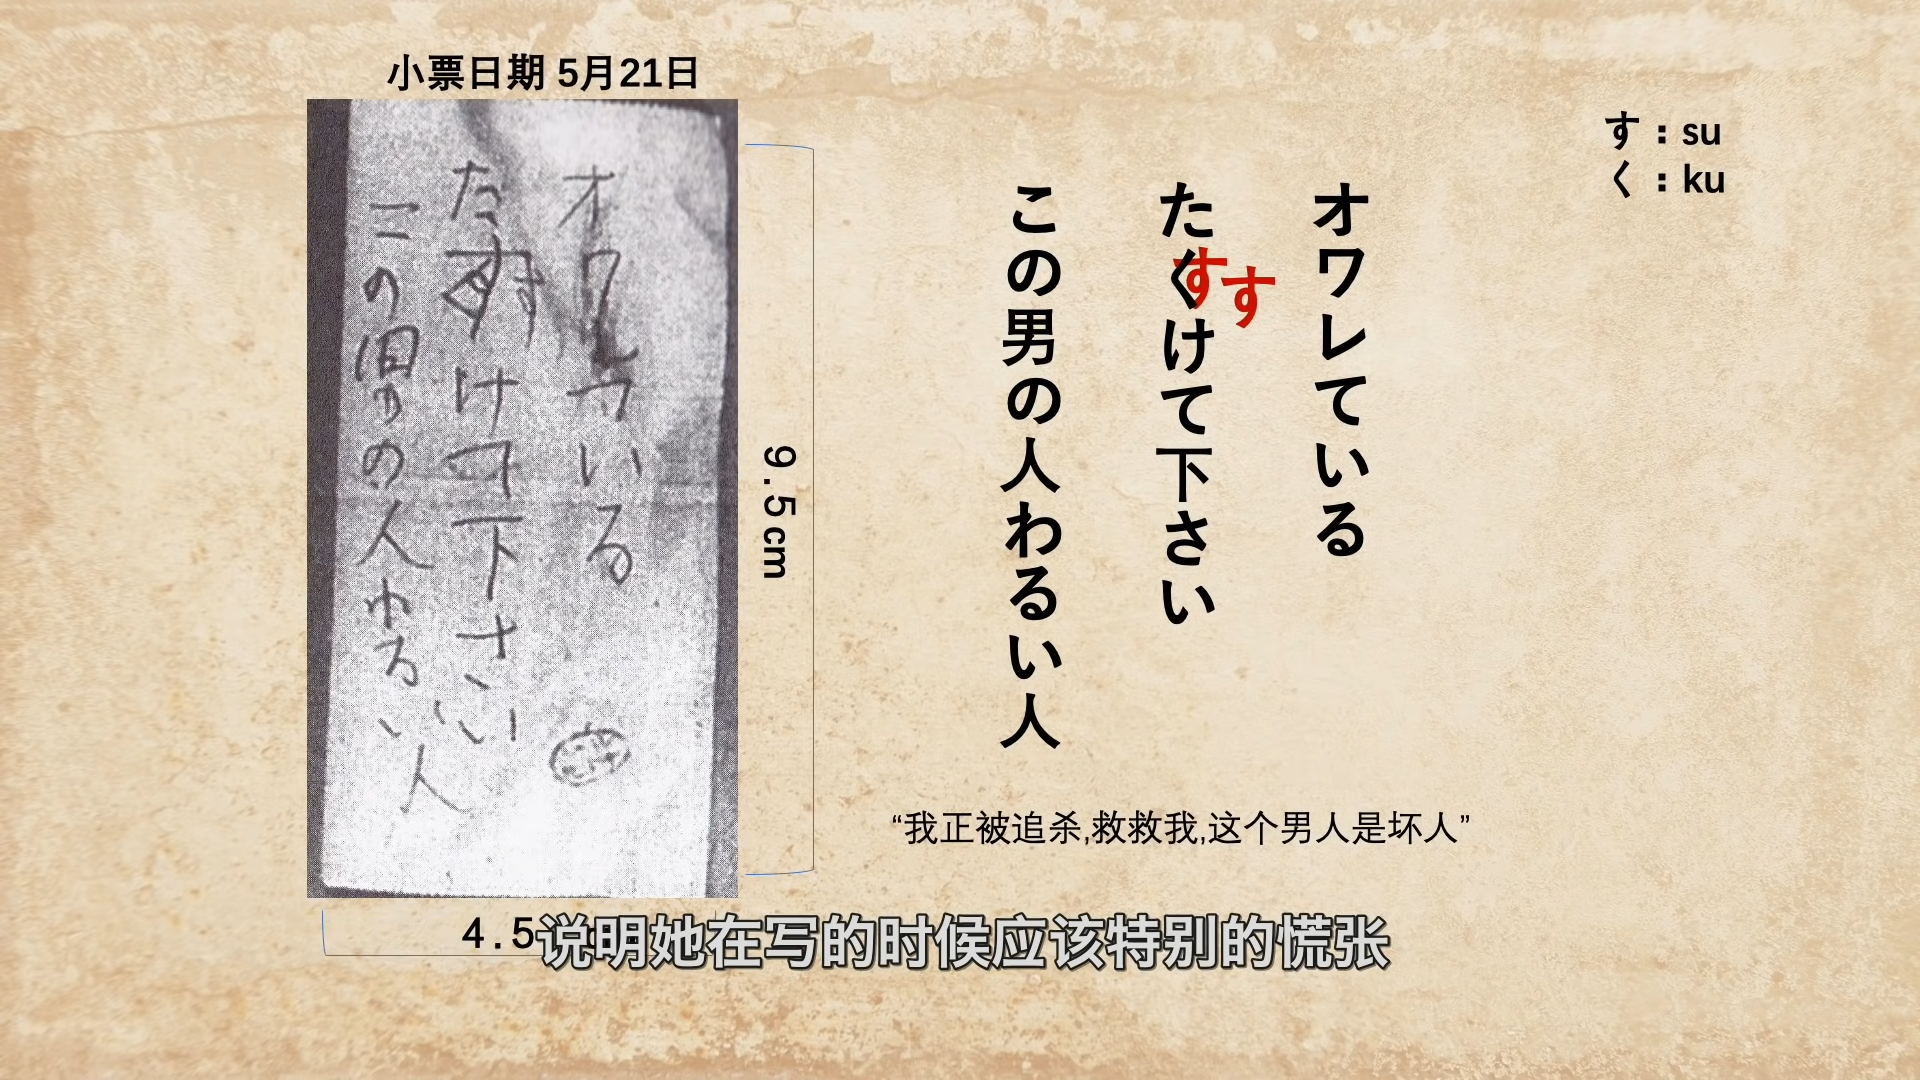 小票日期 5月21日
オワレている
たすけて下さい
この男の人わるい人
9.5cm
4.5
オワレている
たくけて下さい
すす
この男の人わるい人
す：su
く：ku
“我正被追杀,救救我,这个男人是坏人”
说明她在写的时候应该特别的慌张